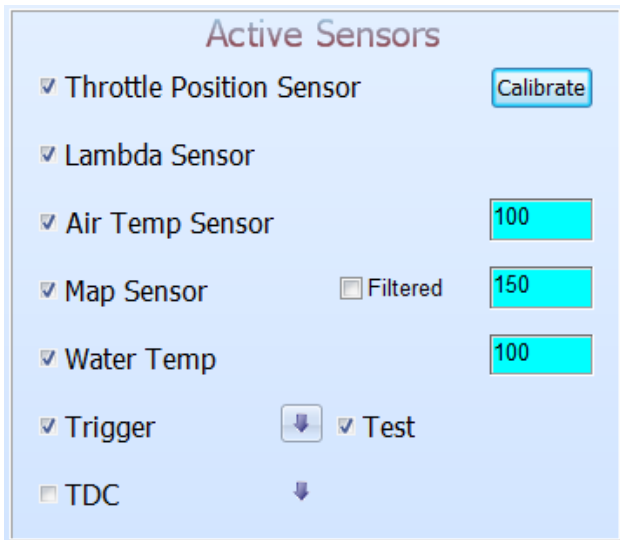 Active Sensors
Throttle Position Sensor Calibrate
Lambda Sensor
Air Temp Sensor 100
Map Sensor Filtered 150
Water Temp 100
Trigger Test
TDC